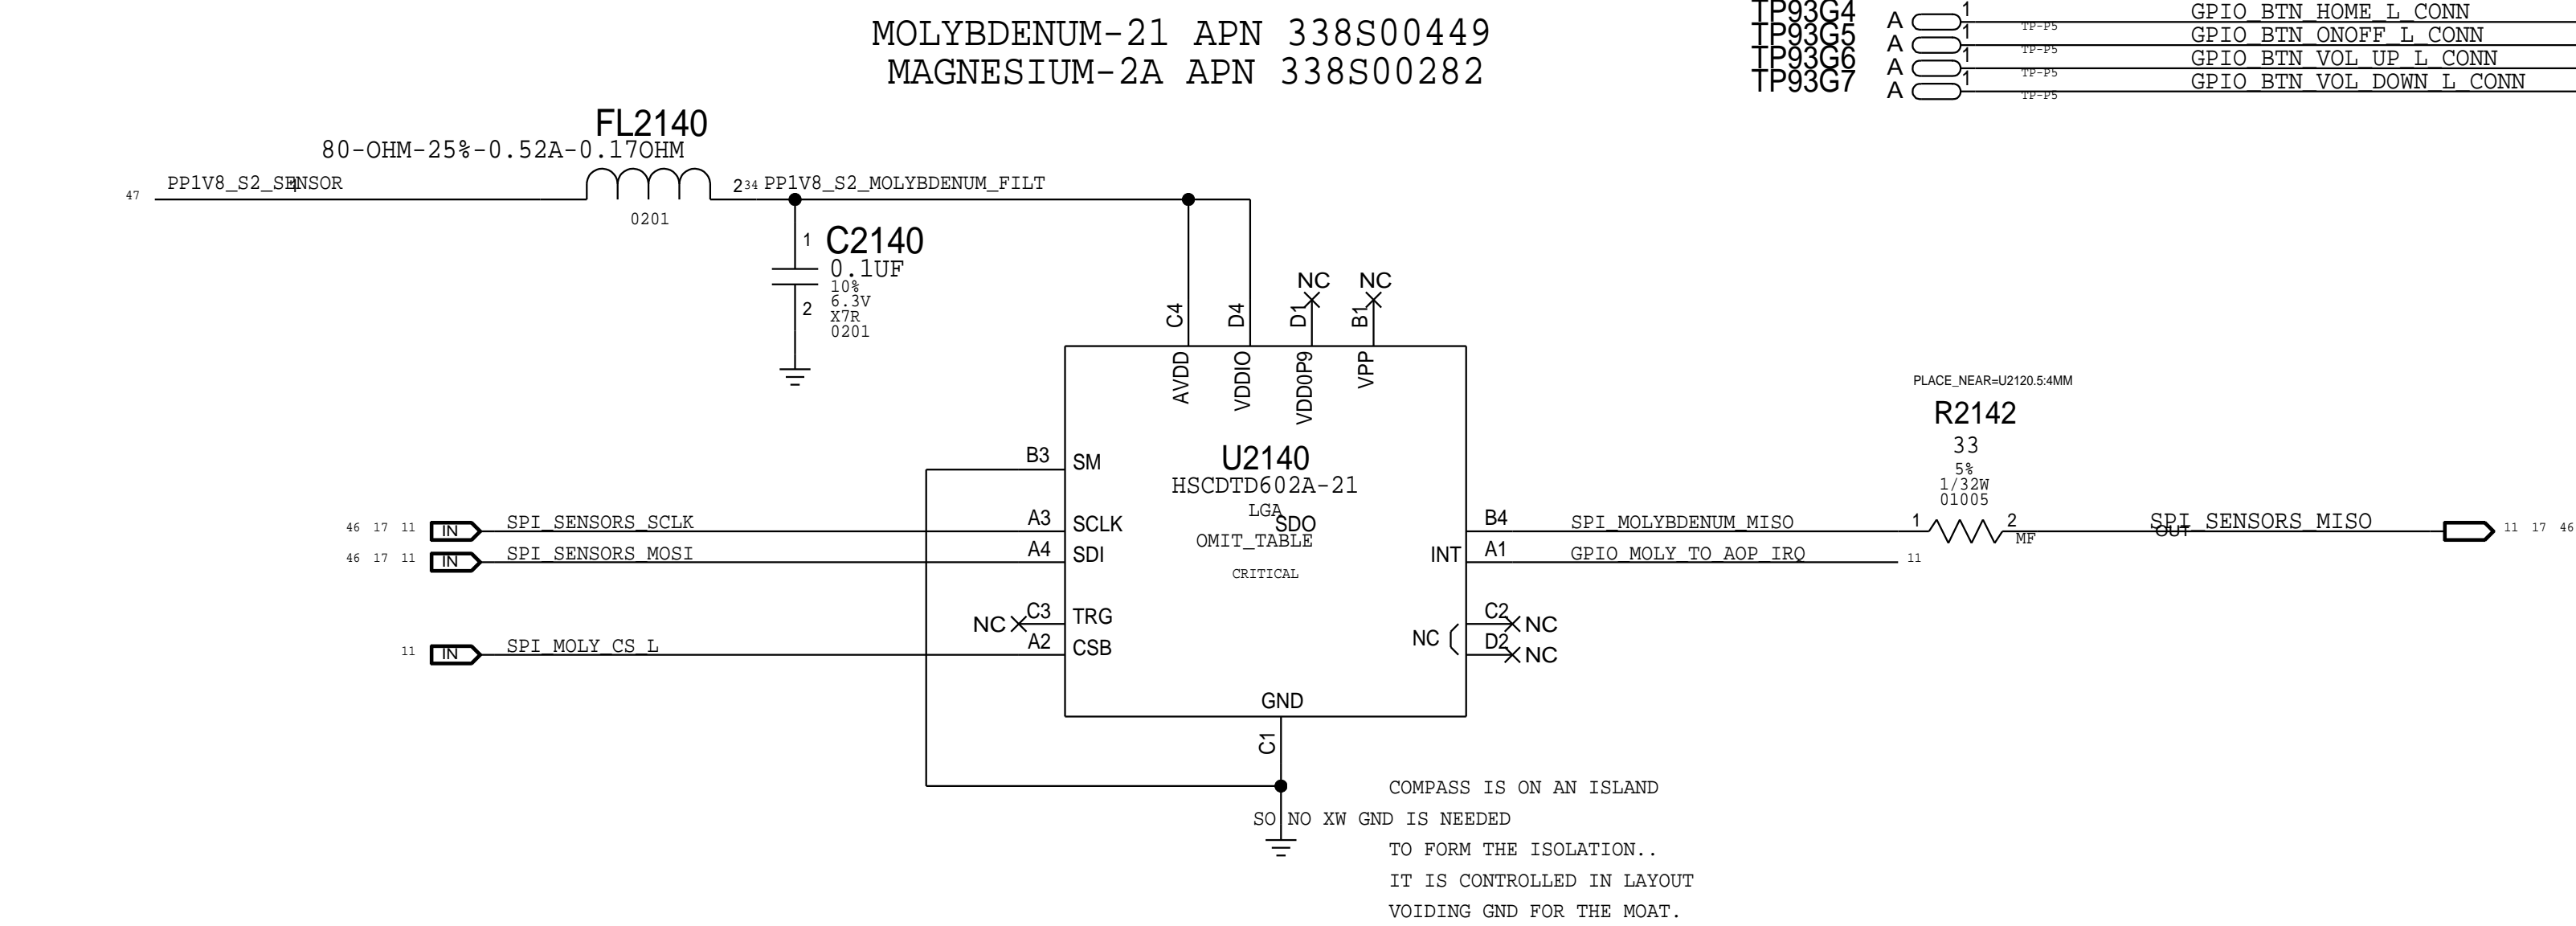 MOLYBDENUM-21 APN 338S00449
MAGNESIUM-2A APN 338S00282
TP93G4 A 1 TP-P5 GPIO_BTN_HOME_L_CONN
TP93G5 A 1 TP-P5 GPIO_BTN_ONOFF_L_CONN
TP93G6 A 1 TP-P5 GPIO_BTN_VOL_UP_L_CONN
TP93G7 A 1 TP-P5 GPIO_BTN_VOL_DOWN_L_CONN
FL2140
80-OHM-25%-0.52A-0.17OHM
47 PP1V8_S2_SENSOR 1
2 34 PP1V8_S2_MOLYBDENUM_FILT
0201
1 C2140
0.1UF
10%
2 6.3V
X7R
0201
NC NC
C4 D4 D1 B1
AVDD VDDIO VDD0P9 VPP
PLACE_NEAR=U2120.5:4MM
R2142
33
5%
1/32W
01005
B3 SM
U2140
HSCDTD602A-21
LGA
OMIT_TABLE
CRITICAL
46 17 11 IN SPI_SENSORS_SCLK A3 SCLK
SDO B4 SPI_MOLYBDENUM_MISO 1 2 MF SPI_SENSORS_MISO OUT 11 17 46
46 17 11 IN SPI_SENSORS_MOSI A4 SDI
INT A1 GPIO_MOLY_TO_AOP_IRQ 11
NC C3 TRG
C2 NC
11 IN SPI_MOLY_CS_L A2 CSB
NC D2 NC
GND
C1
COMPASS IS ON AN ISLAND
SO NO XW GND IS NEEDED
TO FORM THE ISOLATION..
IT IS CONTROLLED IN LAYOUT
VOIDING GND FOR THE MOAT.